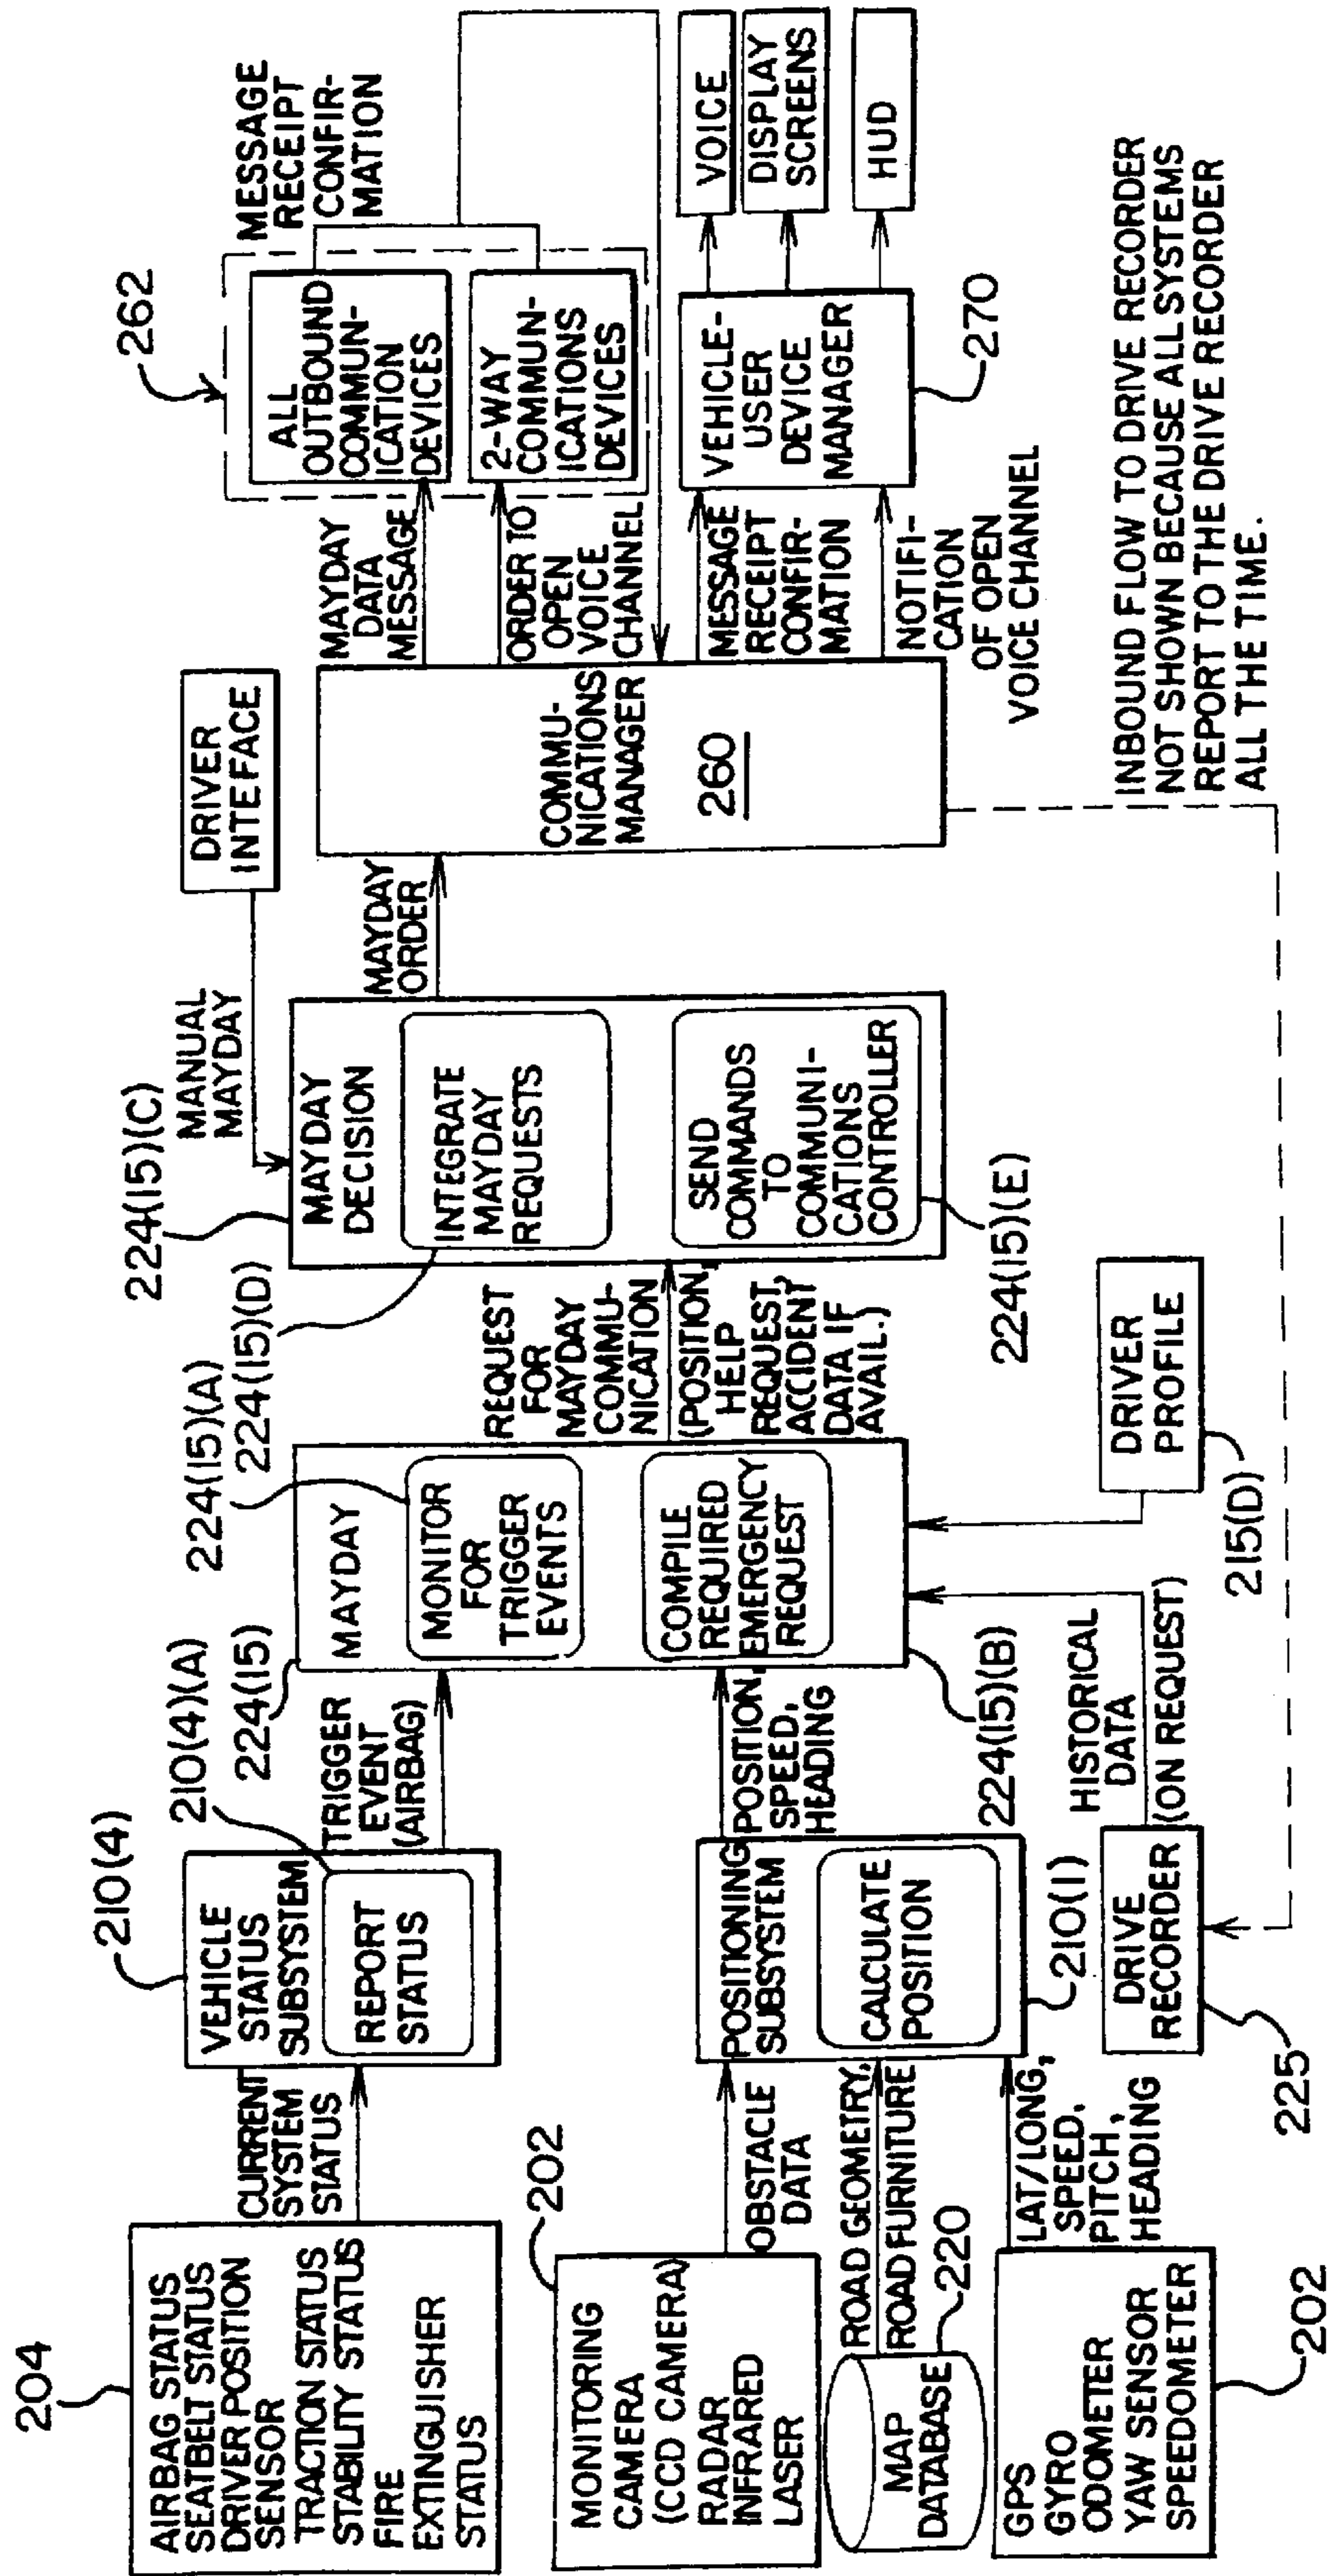 204
AIRBAG STATUS
SEATBELT STATUS
DRIVER POSITION
SENSOR
TRACTION STATUS
STABILITY STATUS
FIRE
EXTINGUISHER
STATUS
CURRENT
SYSTEM
STATUS
210(4)
VEHICLE
STATUS
SUBSYSTEM
REPORT
STATUS
210(4)(A)
TRIGGER
EVENT
(AIRBAG)
202
MONITORING
CAMERA
(CCD CAMERA)
RADAR
INFRARED
LASER
OBSTACLE
DATA
MAP
DATABASE
220
ROAD GEOMETRY,
ROAD FURNITURE
GPS
GYRO
ODOMETER
YAW SENSOR
SPEEDOMETER
202
LAT/LONG,
SPEED,
PITCH,
HEADING
POSITIONING
SUBSYSTEM
CALCULATE
POSITION
210(1)
POSITION,
SPEED,
HEADING
DRIVE
RECORDER
225
HISTORICAL
DATA
(ON REQUEST)
224(15)
MAYDAY
224(15)(A)
MONITOR
FOR
TRIGGER
EVENTS
COMPILE
REQUIRED
EMERGENCY
REQUEST
224(15)(B)
DRIVER
PROFILE
215(D)
REQUEST
FOR
MAYDAY
COMMU-
NICATION
(POSITION,
HELP
REQUEST,
ACCIDENT
DATA IF
AVAIL.)
224(15)(C)
MAYDAY
DECISION
224(15)(D)
INTEGRATE
MAYDAY
REQUESTS
SEND
COMMANDS
TO
COMMUNI-
CATIONS
CONTROLLER
224(15)(E)
MANUAL
MAYDAY
DRIVER
INTEFACE
MAYDAY
ORDER
COMMU-
NICATIONS
MANAGER
260
MAYDAY
DATA
MESSAGE
ORDER TO
OPEN
VOICE
CHANNEL
MESSAGE
RECEIPT
CONFIR-
MATION
NOTIFI-
CATION
OF OPEN
VOICE CHANNEL
262
ALL
OUTBOUND
COMMUN-
ICATION
DEVICES
2-WAY
COMMUN-
ICATIONS
DEVICES
MESSAGE
RECEIPT
CONFIR-
MATION
VEHICLE-
USER
DEVICE
MANAGER
270
VOICE
DISPLAY
SCREENS
HUD
INBOUND FLOW TO DRIVE RECORDER
NOT SHOWN BECAUSE ALL SYSTEMS
REPORT TO THE DRIVE RECORDER
ALL THE TIME.